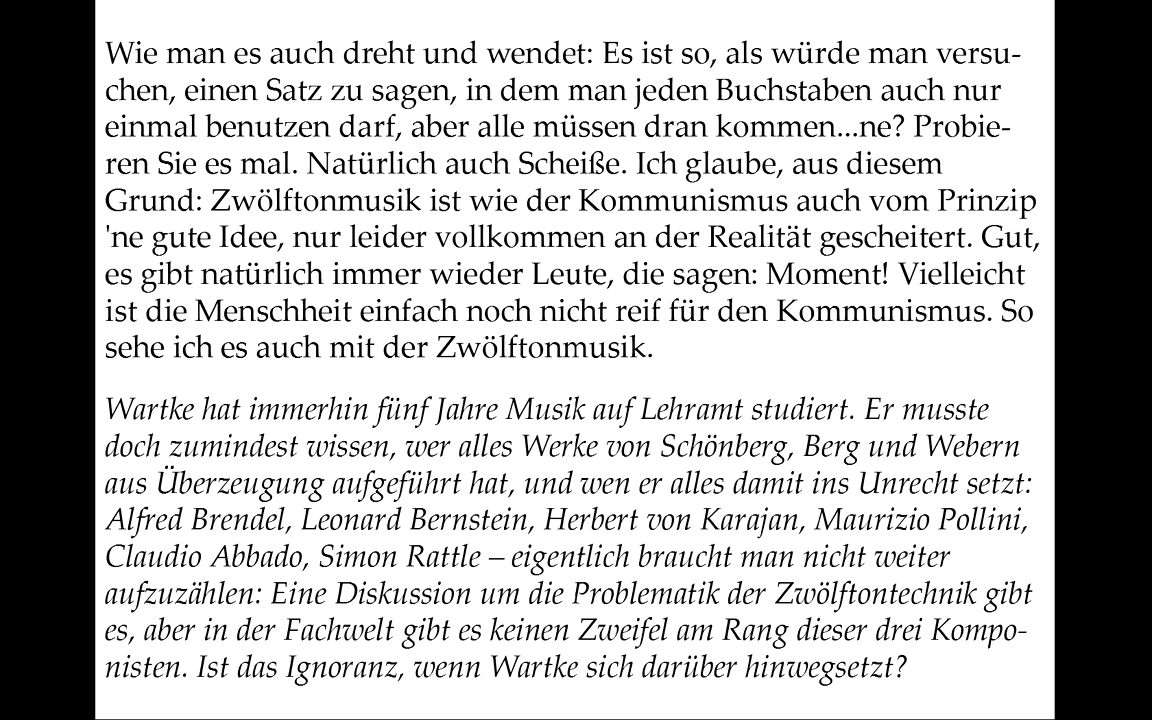 Wie man es auch dreht und wendet: Es ist so, als würde man versu-
chen, einen Satz zu sagen, in dem man jeden Buchstaben auch nur
einmal benutzen darf, aber alle müssen dran kommen...ne? Probie-
ren Sie es mal. Natürlich auch Scheiße. Ich glaube, aus diesem
Grund: Zwölftonmusik ist wie der Kommunismus auch vom Prinzip
'ne gute Idee, nur leider vollkommen an der Realität gescheitert. Gut,
es gibt natürlich immer wieder Leute, die sagen: Moment! Vielleicht
ist die Menschheit einfach noch nicht reif für den Kommunismus. So
sehe ich es auch mit der Zwölftonmusik.
Wartke hat immerhin fünf Jahre Musik auf Lehramt studiert. Er musste
doch zumindest wissen, wer alles Werke von Schönberg, Berg und Webern
aus Überzeugung aufgeführt hat, und wen er alles damit ins Unrecht setzt:
Alfred Brendel, Leonard Bernstein, Herbert von Karajan, Maurizio Pollini,
Claudio Abbado, Simon Rattle – eigentlich braucht man nicht weiter
aufzuzählen: Eine Diskussion um die Problematik der Zwölftontechnik gibt
es, aber in der Fachwelt gibt es keinen Zweifel am Rang dieser drei Kompo-
nisten. Ist das Ignoranz, wenn Wartke sich darüber hinwegsetzt?